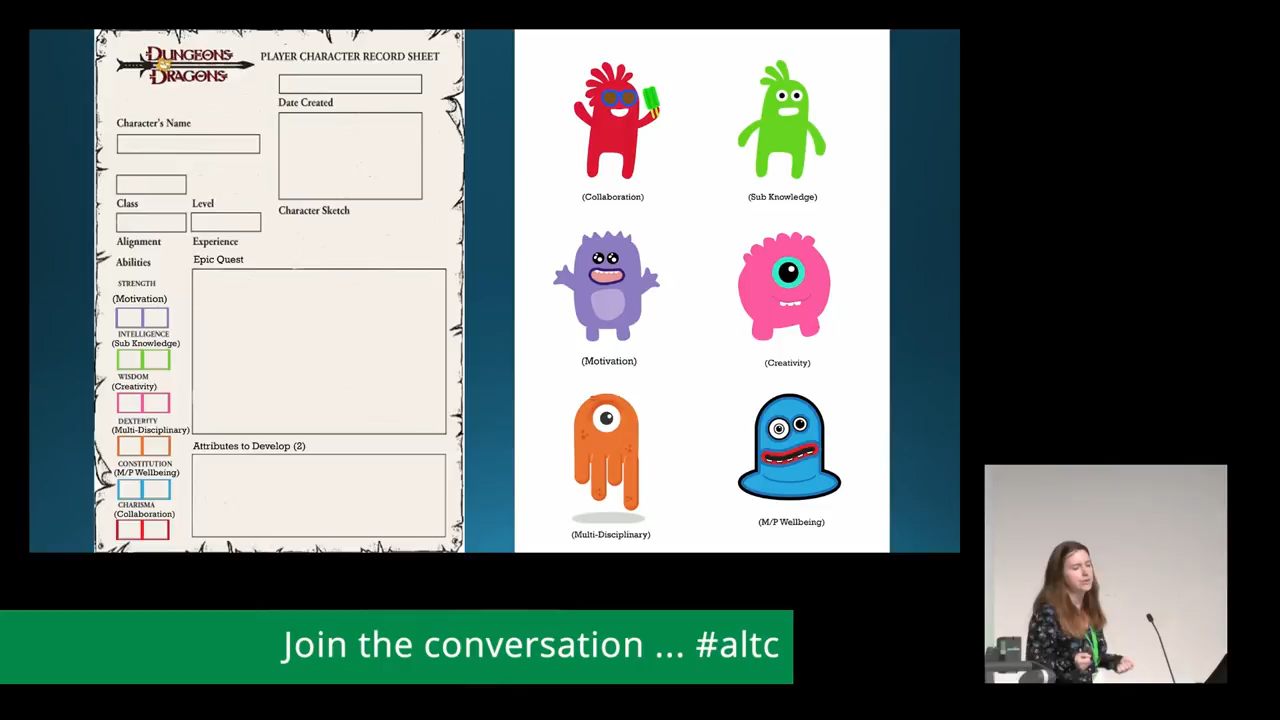 DUNGEONS
&
DRAGONS
PLAYER CHARACTER RECORD SHEET
Date Created
Character's Name
Class
Level
Character Sketch
Alignment
Experience
Abilities
Epic Quest
STRENGTH
(Motivation)
INTELLIGENCE
(Sub Knowledge)
WISDOM
(Creativity)
DEXTERITY
(Multi-Disciplinary)
CONSTITUTION
(M/P Wellbeing)
CHARISMA
(Collaboration)
Attributes to Develop (2)
(Collaboration)
(Sub Knowledge)
(Motivation)
(Creativity)
(Multi-Disciplinary)
(M/P Wellbeing)
Join the conversation ... #altc